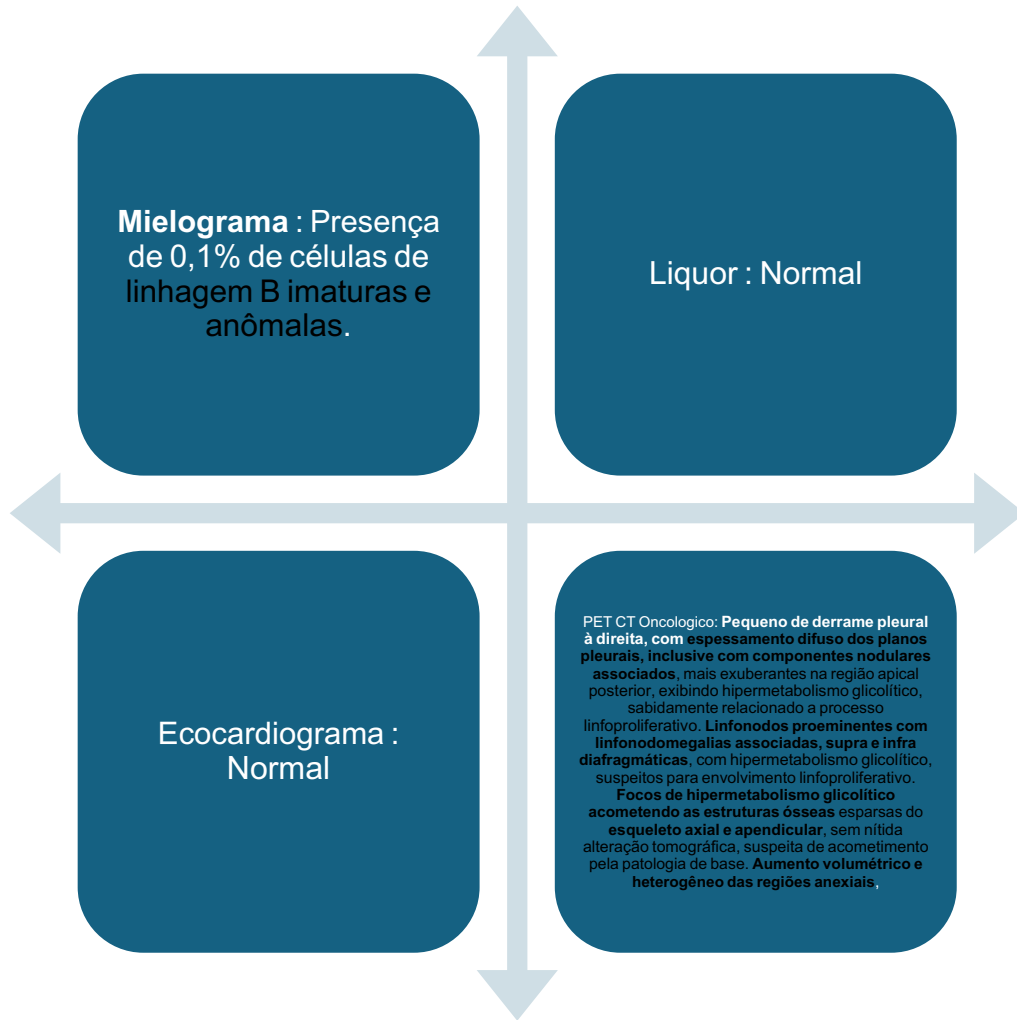 Mielograma : Presença
de 0,1% de células de
linhagem B imaturas e
anômalas.
Liquor : Normal
Ecocardiograma :
Normal
PET CT Oncologico: Pequeno de derrame pleural
à direita, com espessamento difuso dos planos
pleurais, inclusive com componentes nodulares
associados, mais exuberantes na região apical
posterior, exibindo hipermetabolismo glicolítico,
sabidamente relacionado a processo
linfoproliferativo. Linfonodos proeminentes com
linfonodomegalias associadas, supra e infra
diafragmáticas, com hipermetabolismo glicolítico,
suspeitos para envolvimento linfoproliferativo.
Focos de hipermetabolismo glicolítico
acometendo as estruturas ósseas esparsas do
esqueleto axial e apendicular, sem nítida
alteração tomográfica, suspeita de acometimento
pela patologia de base. Aumento volumétrico e
heterogêneo das regiões anexiais,